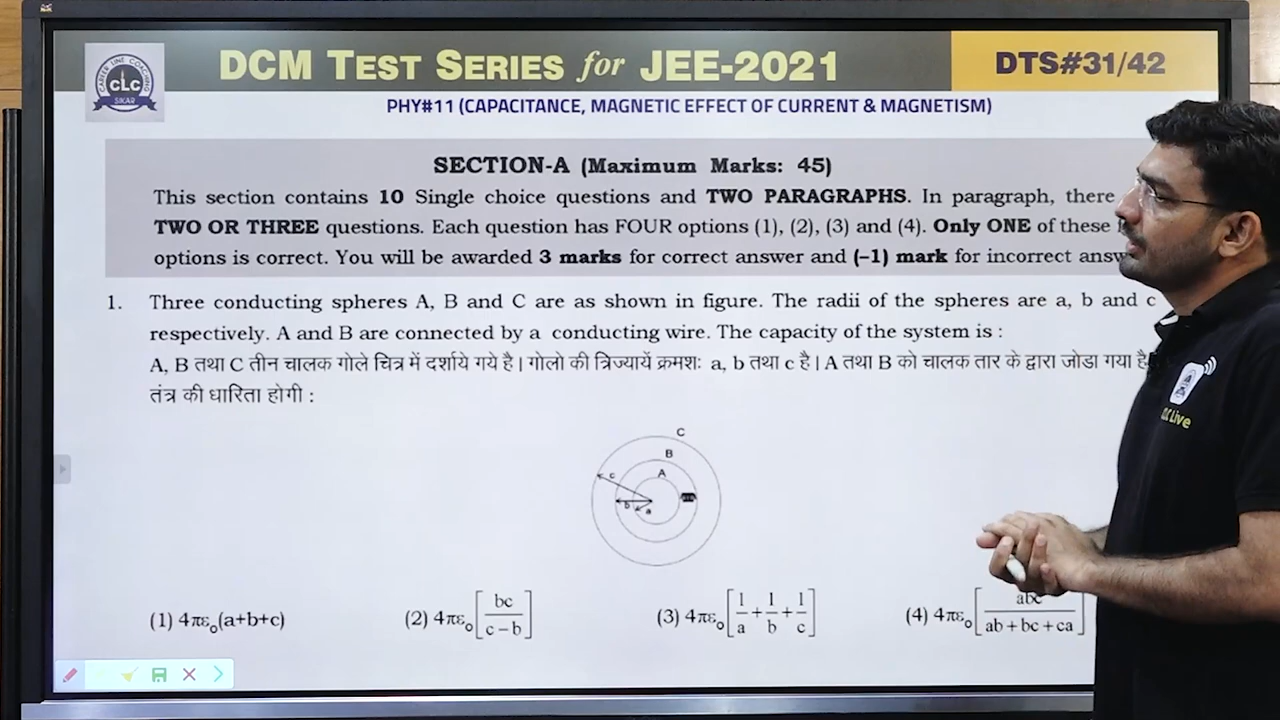 DCM TEST SERIES for JEE-2021
DTS#31/42
CAREER LINE COACHING
CLC
SIKAR
PHY#11 (CAPACITANCE, MAGNETIC EFFECT OF CURRENT & MAGNETISM)
SECTION-A (Maximum Marks: 45)
This section contains 10 Single choice questions and TWO PARAGRAPHS. In paragraph, there
TWO OR THREE questions. Each question has FOUR options (1), (2), (3) and (4). Only ONE of these
options is correct. You will be awarded 3 marks for correct answer and (–1) mark for incorrect
1. Three conducting spheres A, B and C are as shown in figure. The radii of the spheres are a, b and c
respectively. A and B are connected by a conducting wire. The capacity of the system is :
A, B तथा C तीन चालक गोले चित्र में दर्शाये गये है। गोलो की त्रिज्यायें क्रमशः a, b तथा c है। A तथा B को चालक तार के द्वारा जोडा गया है
तंत्र की धारिता होगी :
C
B
A
c
b
a
(1) 4πε₀(a+b+c) (2) 4πε₀[bc/(c–b)] (3) 4πε₀[1/a+1/b+1/c] (4) 4πε₀[abc/(ab+bc+ca)]
Live